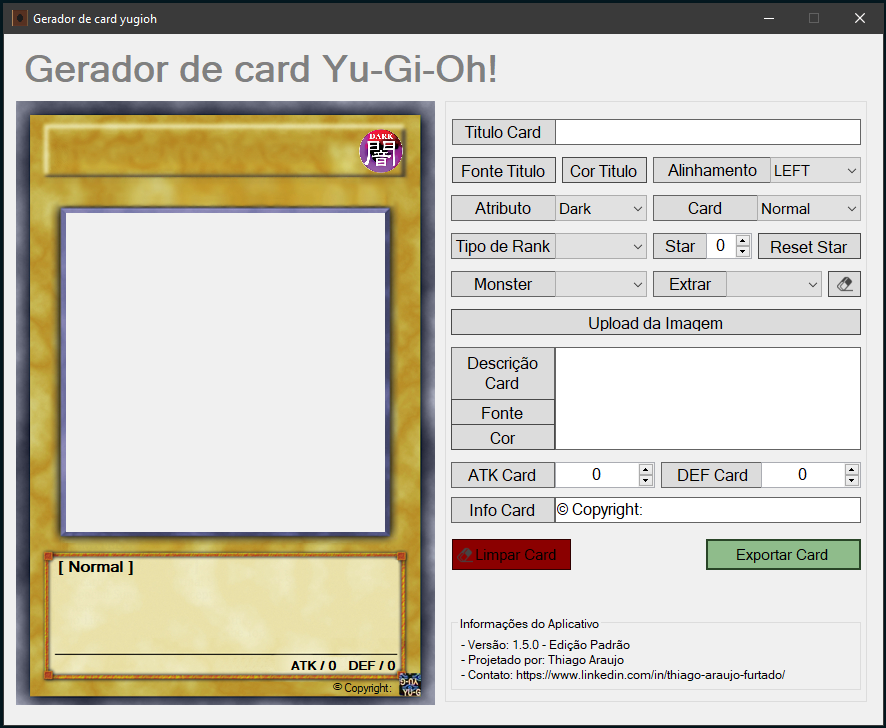 Gerador de card yugioh
Gerador de card Yu-Gi-Oh!
DARK
闇
[ Normal ]
ATK / 0 DEF / 0
© Copyright:
Titulo Card
Fonte Titulo Cor Titulo Alinhamento LEFT
Atributo Dark Card Normal
Tipo de Rank Star 0 Reset Star
Monster Extrar
Upload da Imagem
Descrição
Card
Fonte
Cor
ATK Card 0 DEF Card 0
Info Card © Copyright:
Limpar Card Exportar Card
Informações do Aplicativo
- Versão: 1.5.0 - Edição Padrão
- Projetado por: Thiago Araujo
- Contato: https://www.linkedin.com/in/thiago-araujo-furtado/